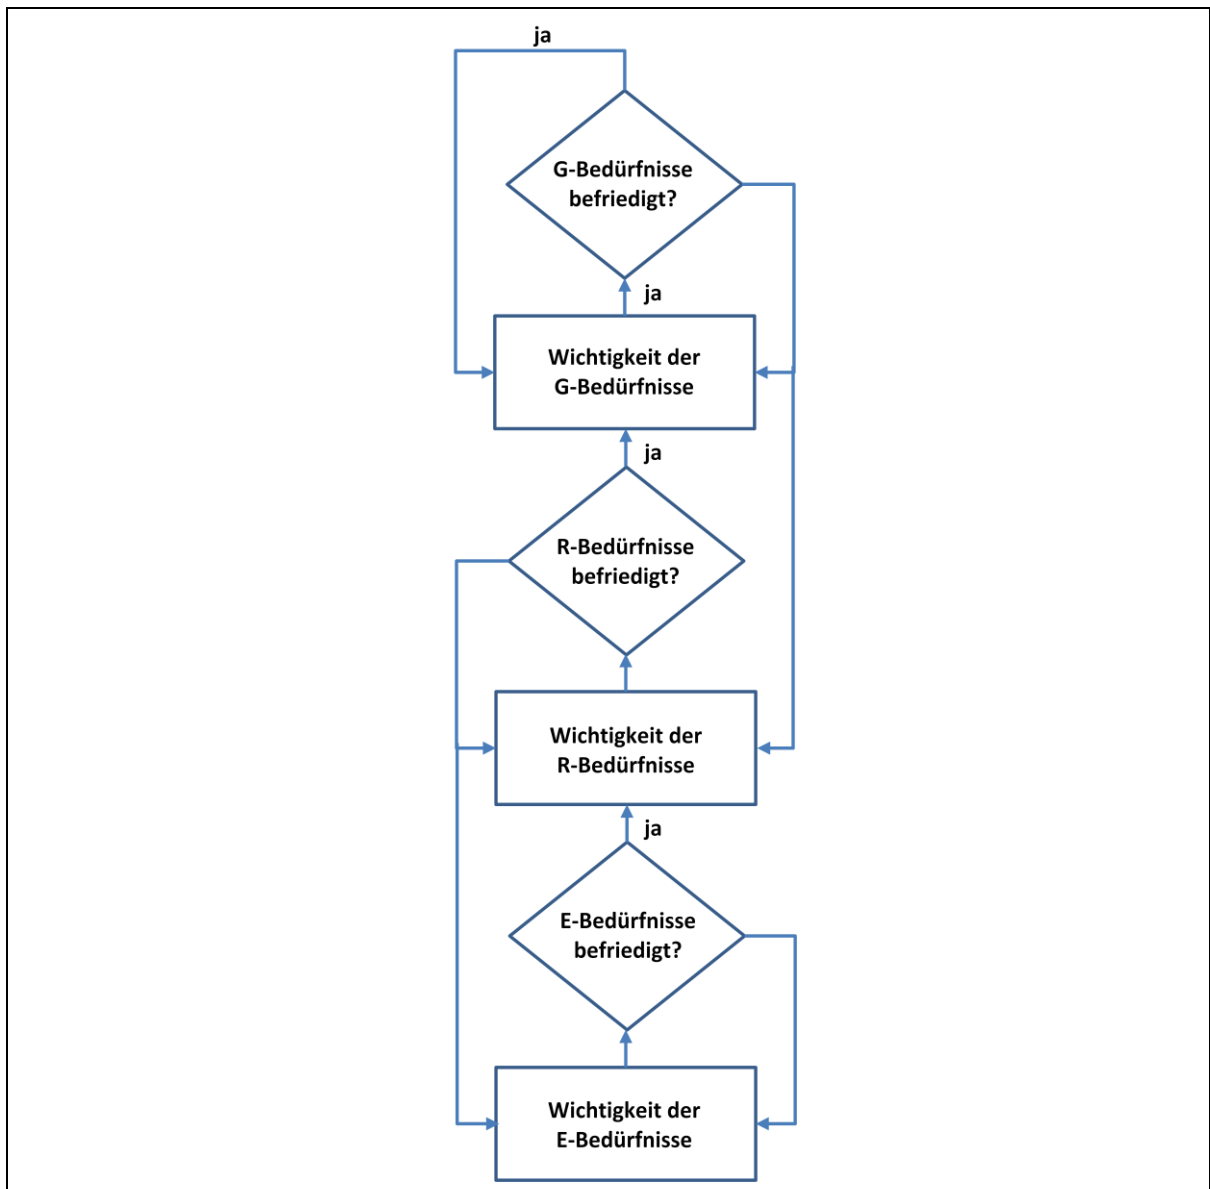 ja
G-Bedürfnisse
befriedigt?
ja
Wichtigkeit der
G-Bedürfnisse
ja
R-Bedürfnisse
befriedigt?
Wichtigkeit der
R-Bedürfnisse
ja
E-Bedürfnisse
befriedigt?
Wichtigkeit der
E-Bedürfnisse